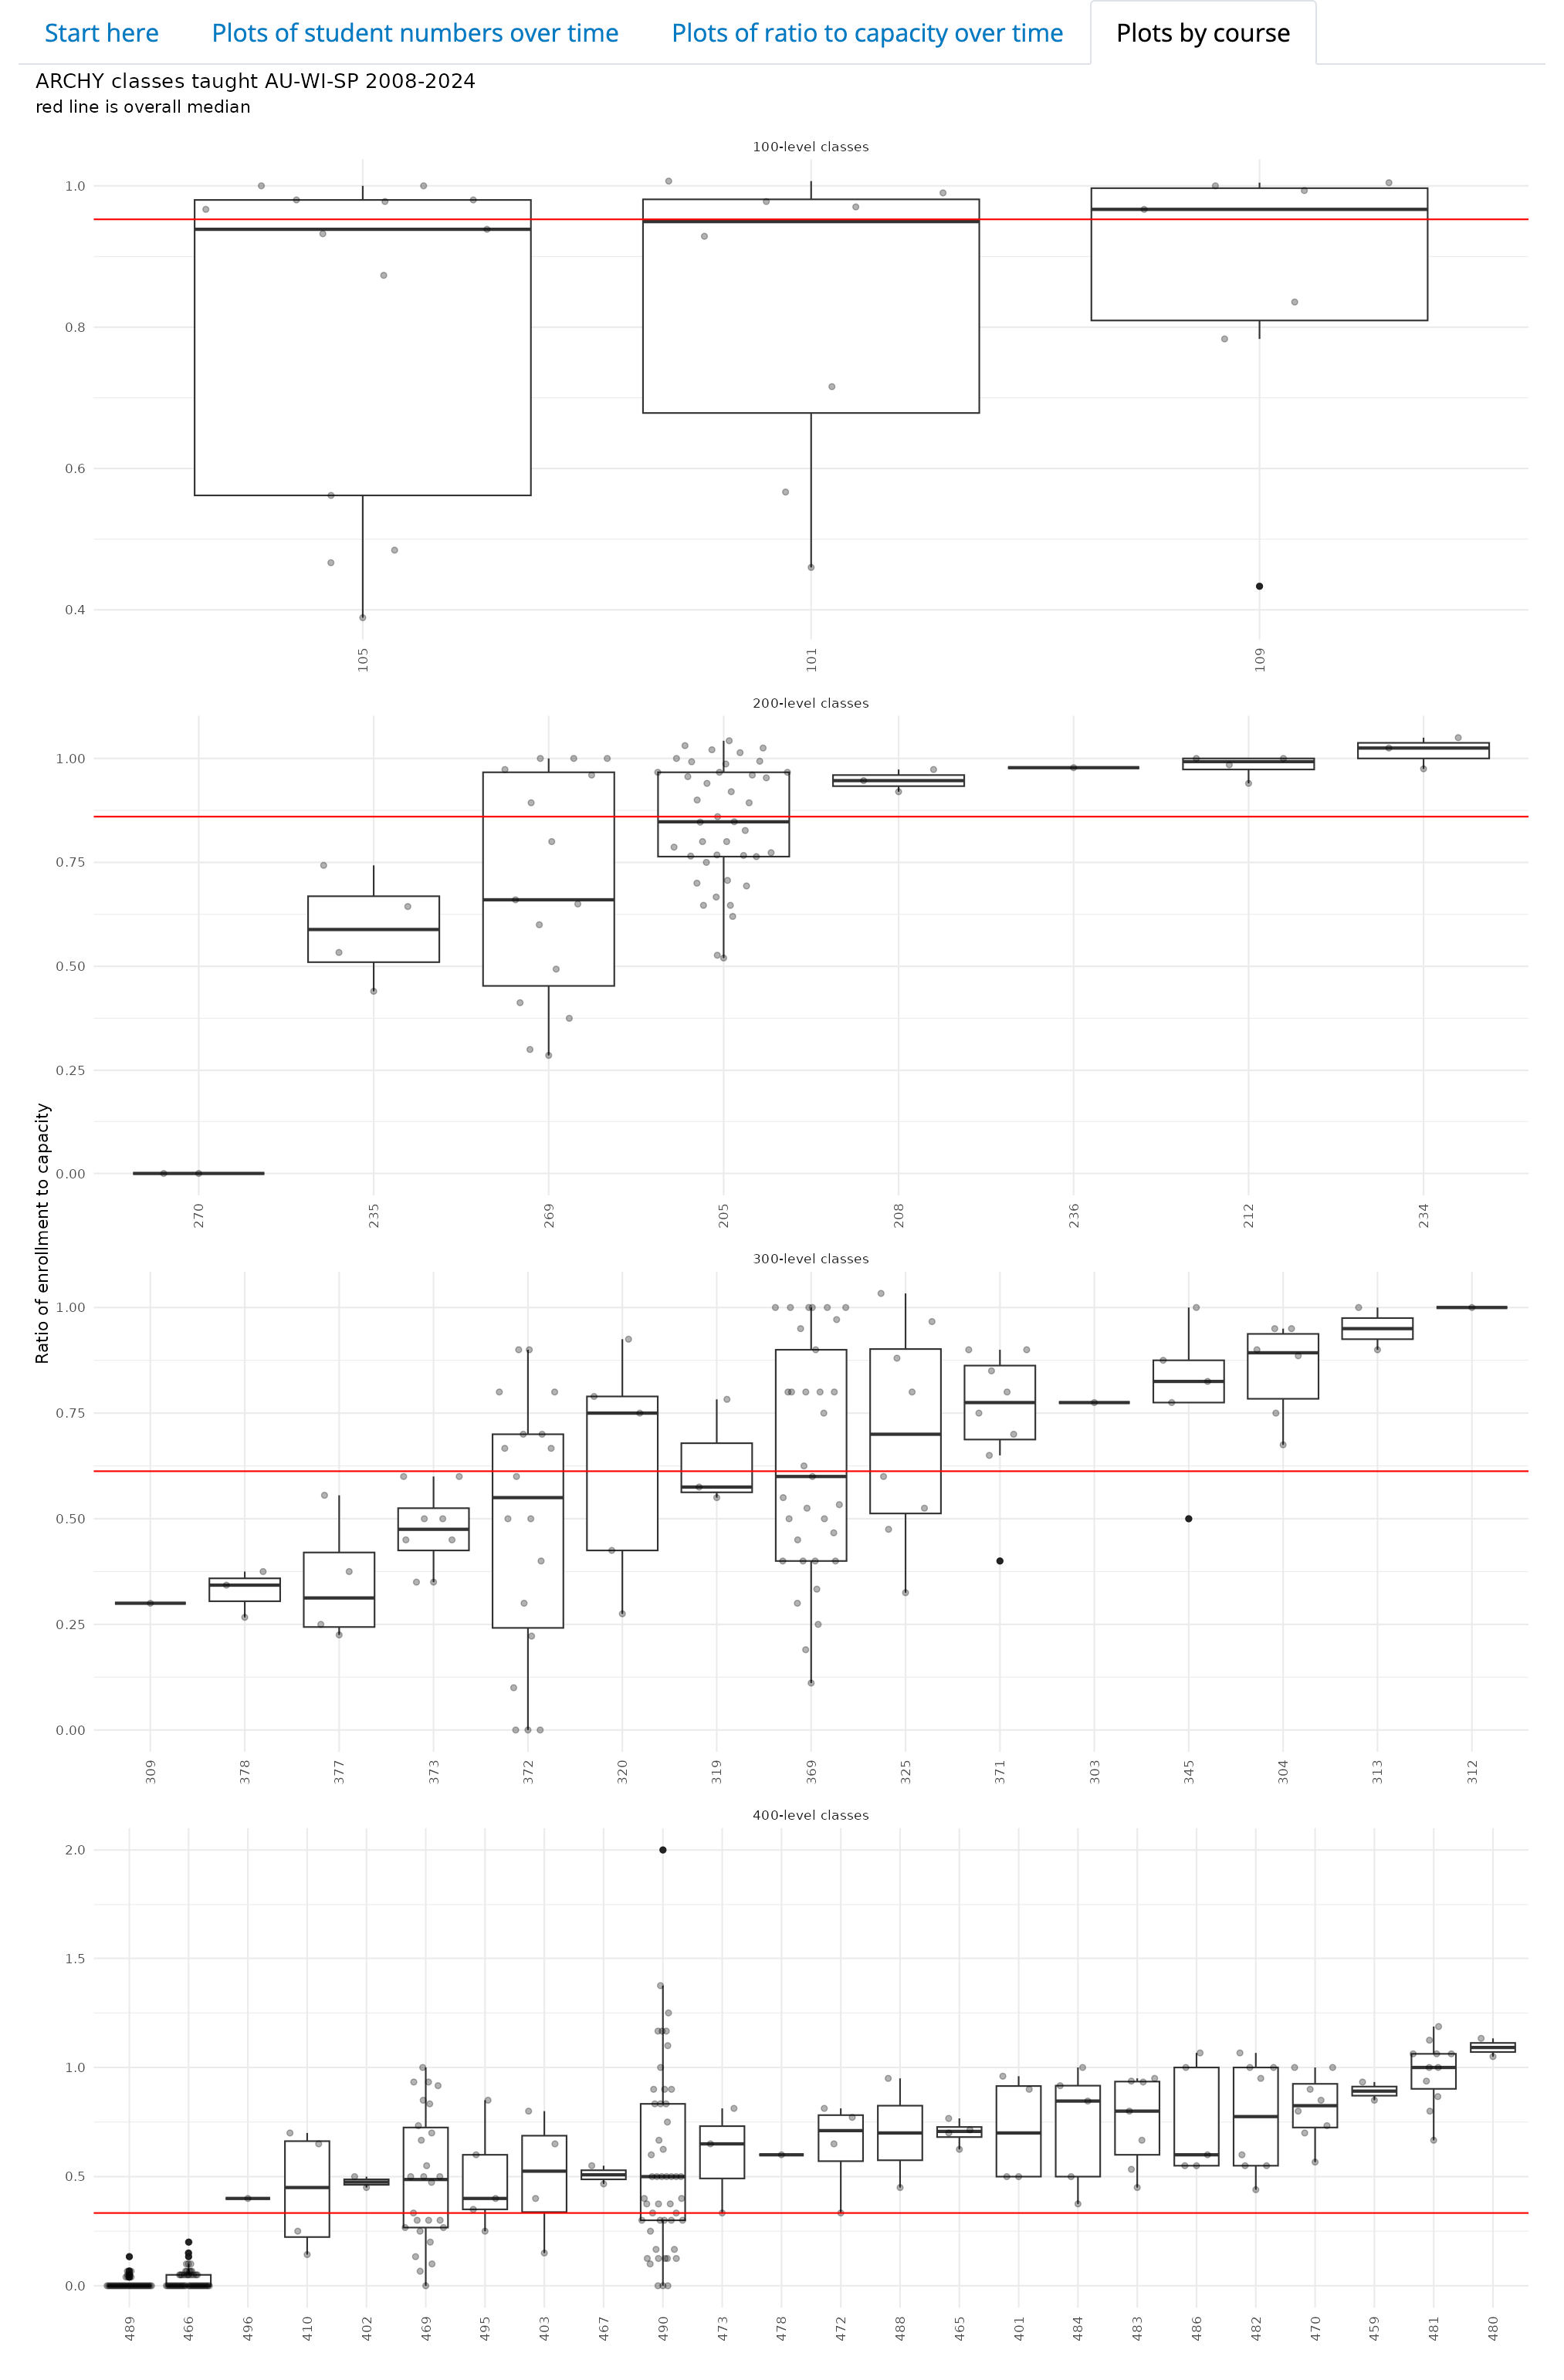 Start here
Plots of student numbers over time
Plots of ratio to capacity over time
Plots by course
ARCHY classes taught AU-WI-SP 2008-2024
red line is overall median
Ratio of enrollment to capacity
100-level classes
1.0
0.8
0.6
0.4
105 101 109
200-level classes
1.00
0.75
0.50
0.25
0.00
270 235 269 205 208 236 212 234
300-level classes
1.00
0.75
0.50
0.25
0.00
309 378 377 373 372 320 319 369 325 371 303 345 304 313 312
400-level classes
2.0
1.5
1.0
0.5
0.0
489 466 496 410 402 469 495 403 467 490 473 478 472 488 465 401 484 483 486 482 470 459 481 480